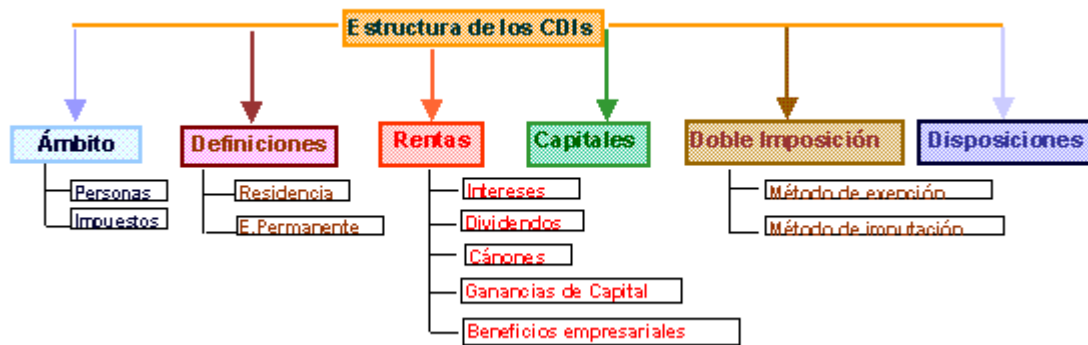 Estructura de los CDIs
Ámbito
Definiciones
Rentas
Capitales
Doble Imposición
Disposiciones
Personas
Impuestos
Residencia
E.Permanente
Intereses
Dividendos
Cánones
Ganancias de Capital
Beneficios empresariales
Método de exención
Método de imputación